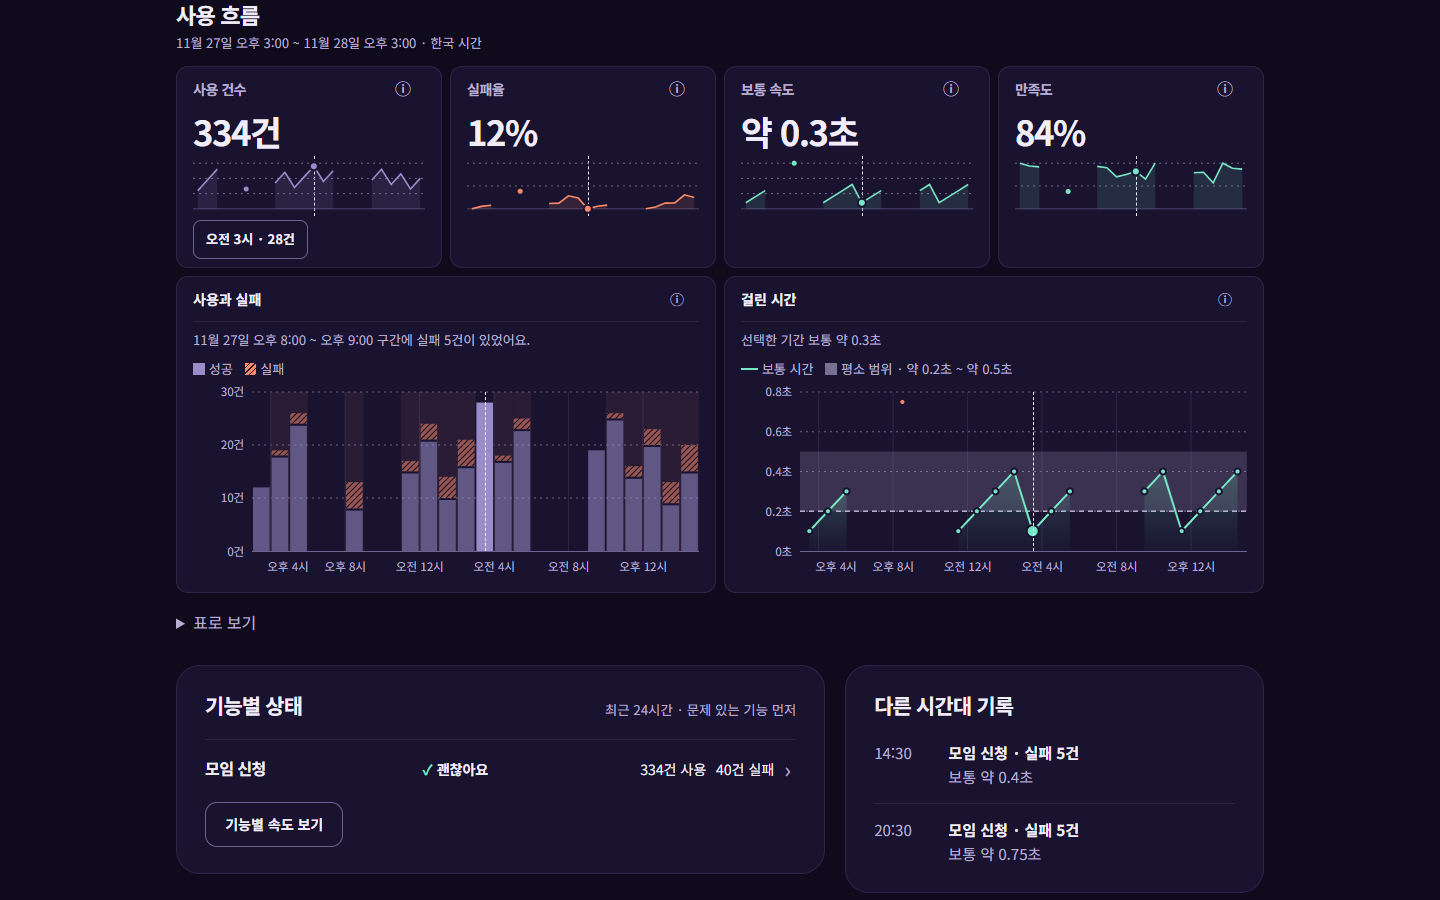 사용 흐름
11월 27일 오후 3:00 ~ 11월 28일 오후 3:00 · 한국 시간
사용 건수
334건
오전 3시 · 28건
실패율
12%
보통 속도
약 0.3초
만족도
84%
사용과 실패
11월 27일 오후 8:00 ~ 오후 9:00 구간에 실패 5건이 있었어요.
성공 실패
30건
20건
10건
0건
오후 4시 오후 8시 오전 12시 오전 4시 오전 8시 오후 12시
걸린 시간
선택한 기간 보통 약 0.3초
보통 시간 평소 범위 · 약 0.2초 ~ 약 0.5초
0.8초
0.6초
0.4초
0.2초
0초
오후 4시 오후 8시 오전 12시 오전 4시 오전 8시 오후 12시
▶ 표로 보기
기능별 상태
최근 24시간 · 문제 있는 기능 먼저
모임 신청 ✓ 괜찮아요 334건 사용 40건 실패 ›
기능별 속도 보기
다른 시간대 기록
14:30 모임 신청 · 실패 5건
보통 약 0.4초
20:30 모임 신청 · 실패 5건
보통 약 0.75초